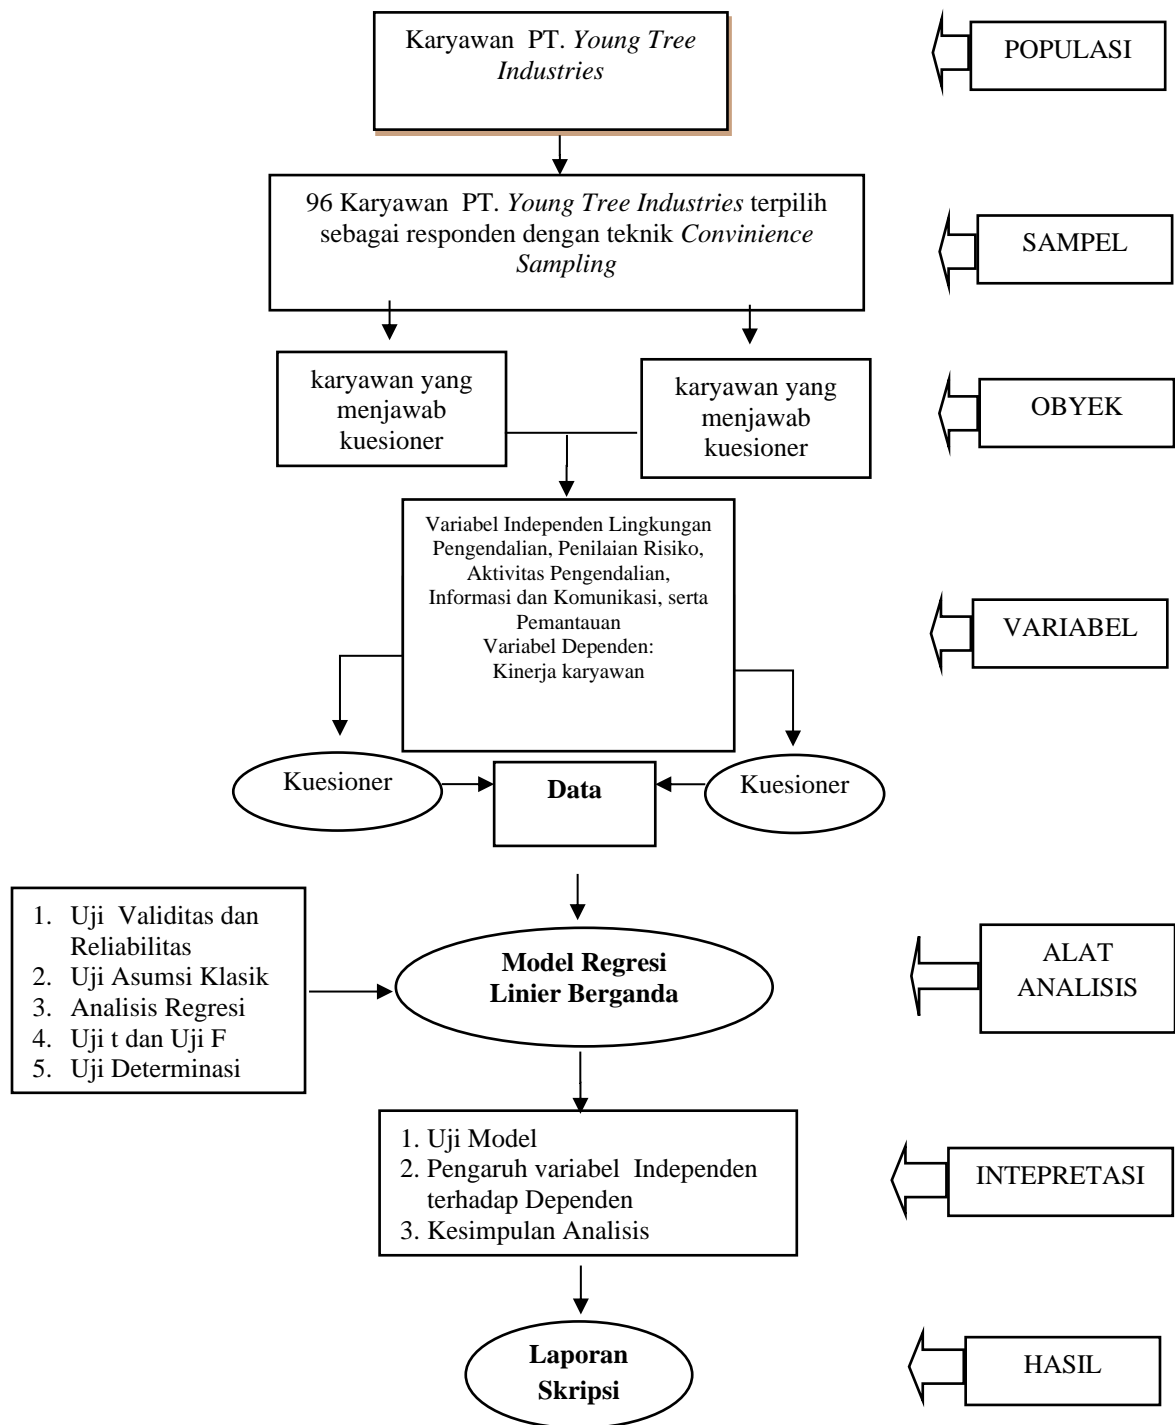 Karyawan PT. Young Tree
Industries
POPULASI
96 Karyawan PT. Young Tree Industries terpilih
sebagai responden dengan teknik Convinience
Sampling
SAMPEL
karyawan yang
menjawab
kuesioner
karyawan yang
menjawab
kuesioner
OBYEK
Variabel Independen Lingkungan
Pengendalian, Penilaian Risiko,
Aktivitas Pengendalian,
Informasi dan Komunikasi, serta
Pemantauan
Variabel Dependen:
Kinerja karyawan
VARIABEL
Kuesioner
Data
Kuesioner
1. Uji Validitas dan
Reliabilitas
2. Uji Asumsi Klasik
3. Analisis Regresi
4. Uji t dan Uji F
5. Uji Determinasi
Model Regresi
Linier Berganda
ALAT
ANALISIS
1. Uji Model
2. Pengaruh variabel Independen
terhadap Dependen
3. Kesimpulan Analisis
INTEPRETASI
Laporan
Skripsi
HASIL